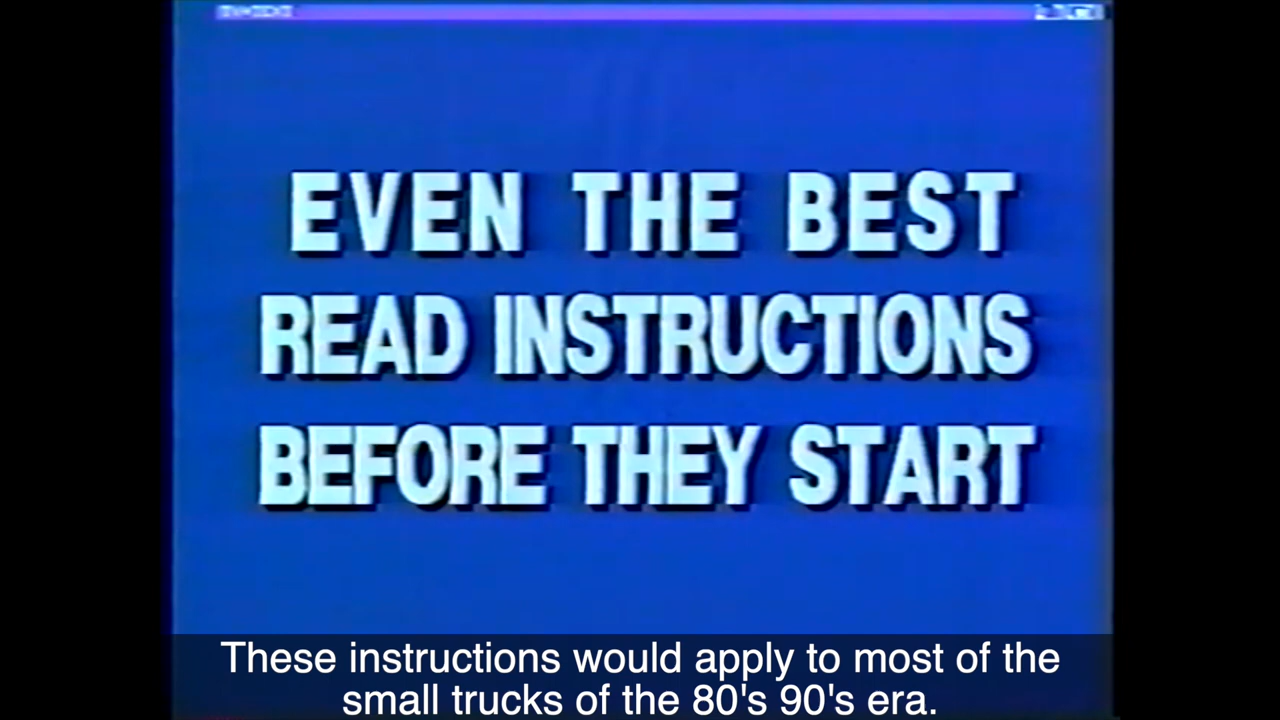 EVEN THE BEST
READ INSTRUCTIONS
BEFORE THEY START
These instructions would apply to most of the
small trucks of the 80's 90's era.